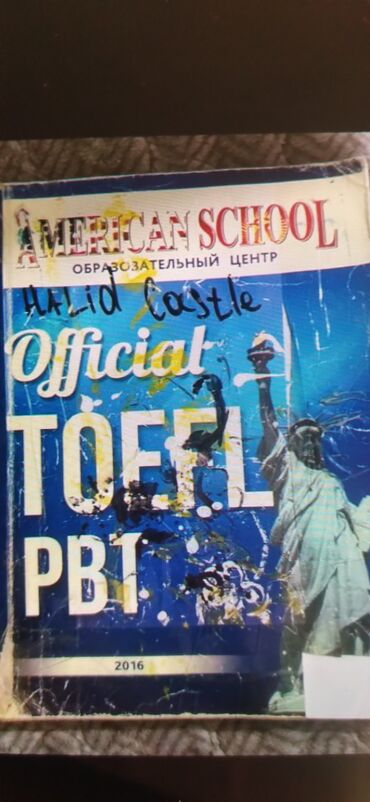 AMERICAN SCHOOL
ОБРАЗОВАТЕЛЬНЫЙ ЦЕНТР
HALID Castle
Official
TOEFL
PBT
2016